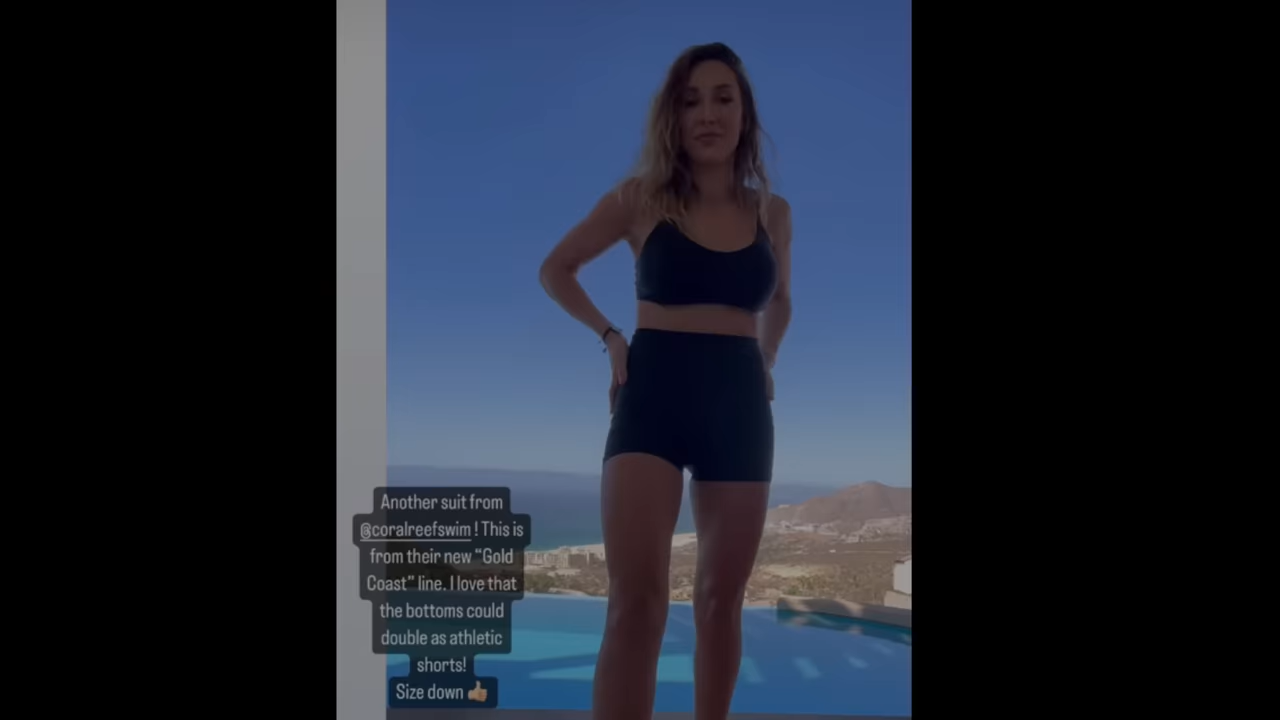 Another suit from
@coralreefswim ! This is
from their new “Gold
Coast” line. I love that
the bottoms could
double as athletic
shorts!
Size down 👍🏼